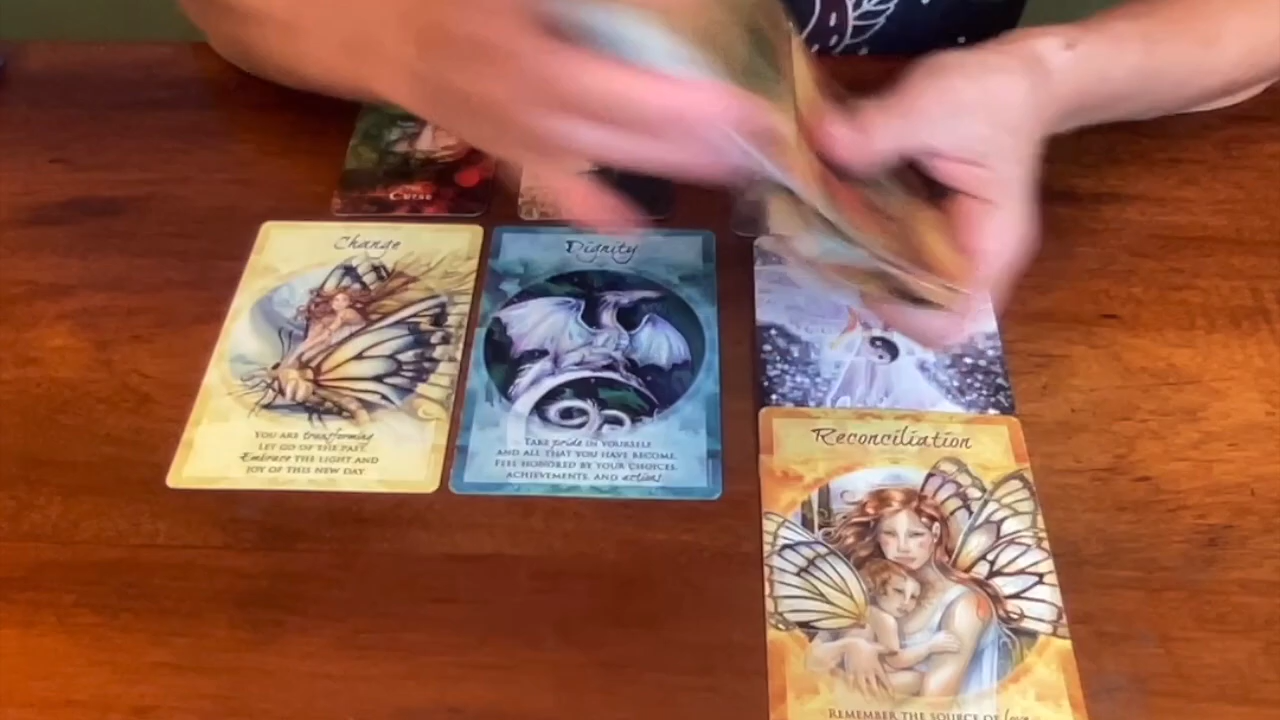 Curse
Change
YOU ARE transforming
LET GO OF THE PAST.
Embrace THE LIGHT AND
JOY OF THIS NEW DAY.
Dignity
TAKE pride IN YOURSELF
AND ALL THAT YOU HAVE BECOME.
FEEL HONORED BY YOUR CHOICES,
ACHIEVEMENTS, AND actions.
Reconciliation
REMEMBER THE SOURCE OF love